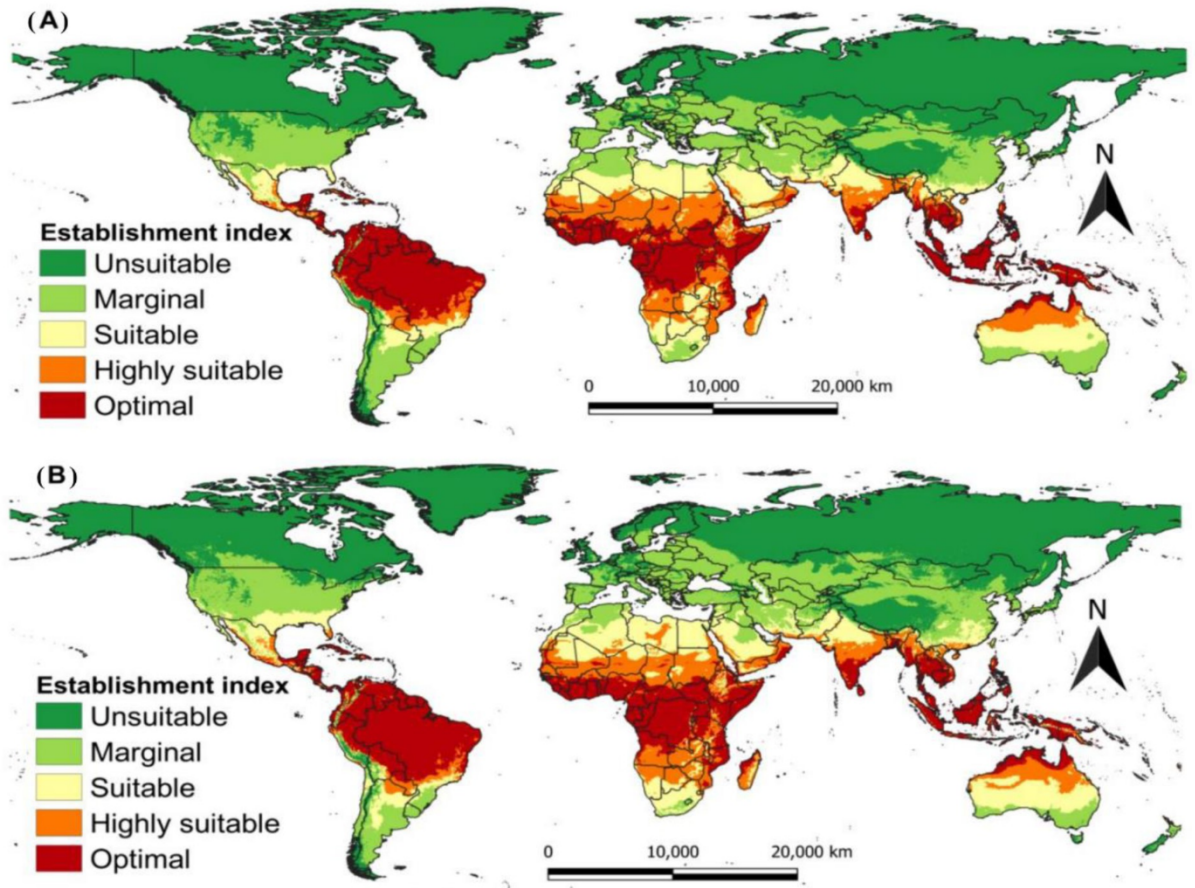 (A)
N
Establishment index
Unsuitable
Marginal
Suitable
Highly suitable
Optimal
0 10,000 20,000 km
(B)
N
Establishment index
Unsuitable
Marginal
Suitable
Highly suitable
Optimal
0 10,000 20,000 km